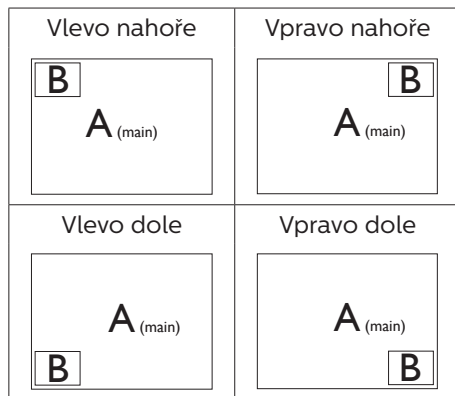 Vlevo nahoře
Vpravo nahoře
B
A (main)
B
A (main)
Vlevo dole
Vpravo dole
A (main)
B
A (main)
B